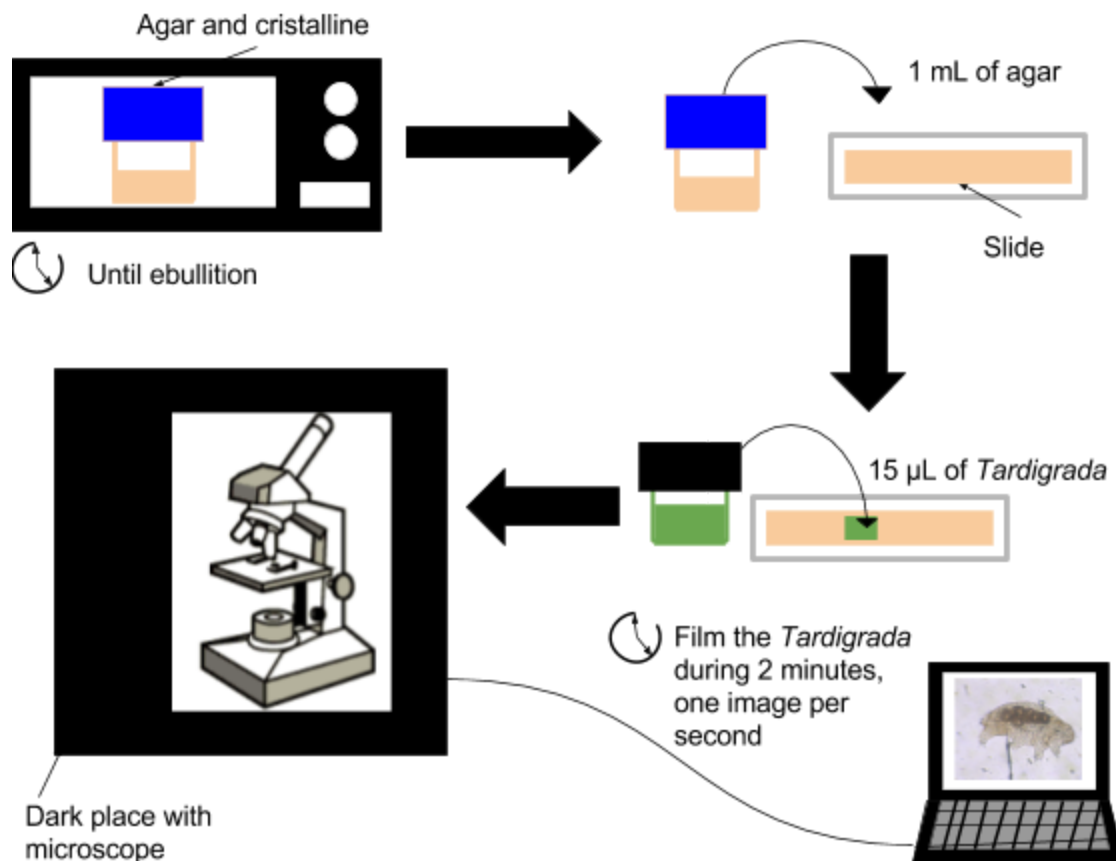 Agar and cristalline
1 mL of agar
Slide
Until ebullition
15 µL of Tardigrada
Film the Tardigrada
during 2 minutes,
one image per
second
Dark place with
microscope